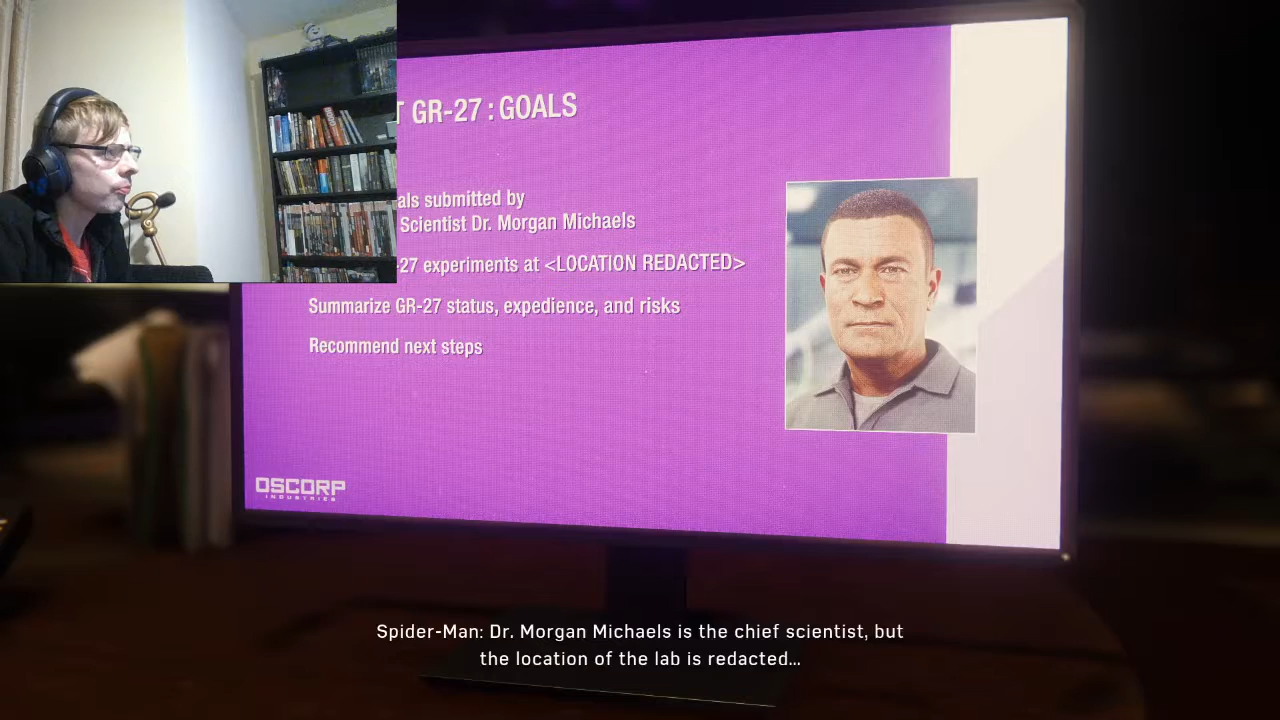 GR-27 : GOALS
als submitted by
Scientist Dr. Morgan Michaels
-27 experiments at <LOCATION REDACTED>
Summarize GR-27 status, expedience, and risks
Recommend next steps
OSCORP
INDUSTRIES
Spider-Man: Dr. Morgan Michaels is the chief scientist, but
the location of the lab is redacted...